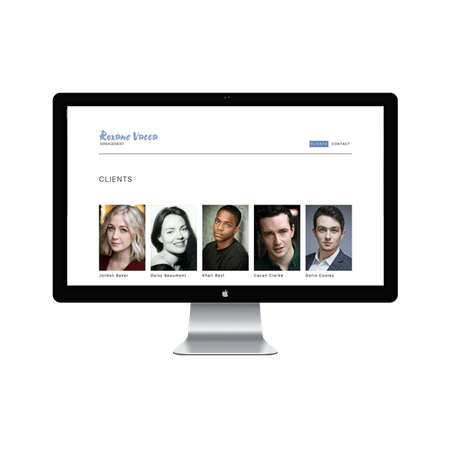 Roxane Vacca
MANAGEMENT
CLIENTS CONTACT
CLIENTS
Jordan Baker Daisy Beaumont Khali Best Cavan Clarke Dario Coates